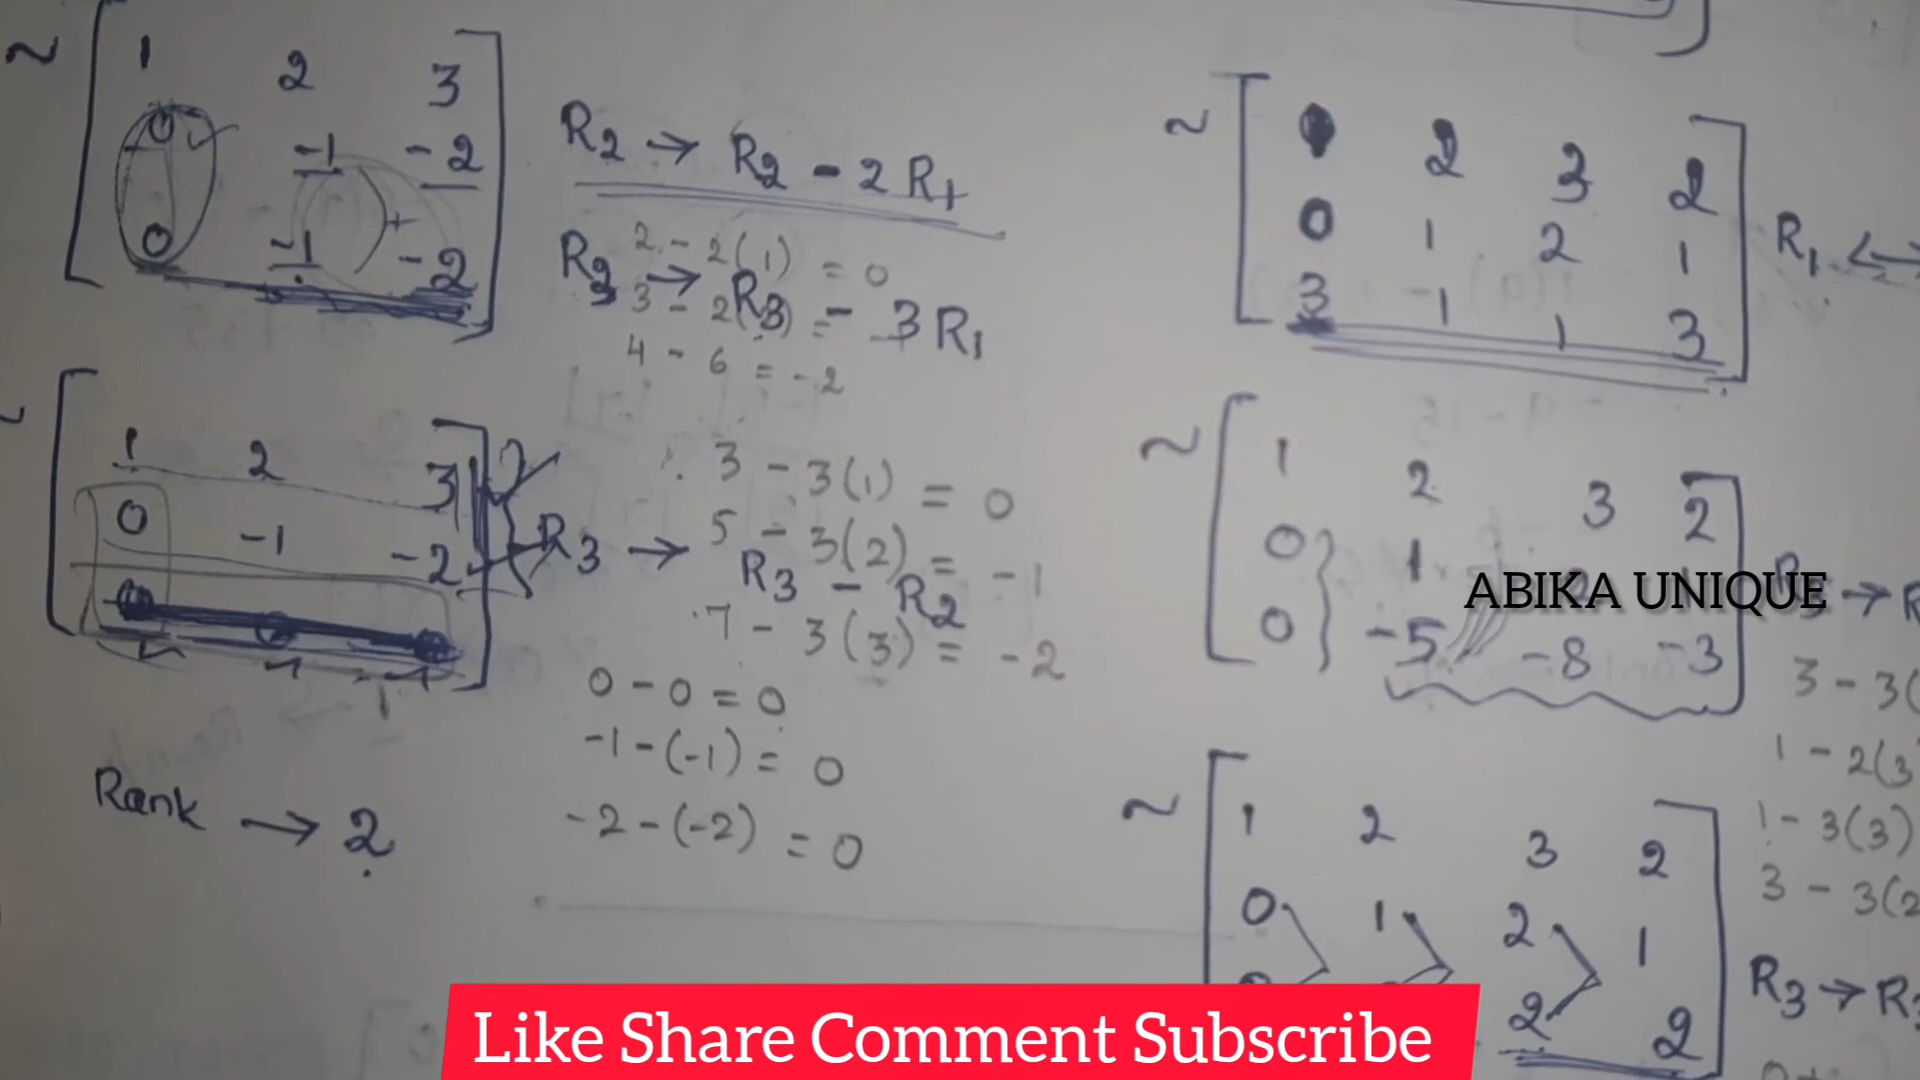 ~ [ 1 2 3
0 -1 -2
0 -1 -2 ]
R2 → R2 - 2R1
2 - 2(1) = 0
R3 → R3 - 3R1
4 - 6 = -2
~ [ 1 2 3
0 -1 -2
0 0 0 ]
R3 → R3 - R2
3 - 3(1) = 0
5 - 3(2) = -1
7 - 3(3) = -2
0 - 0 = 0
-1 - (-1) = 0
-2 - (-2) = 0
Rank → 2
~ [ 2 3 2
0 1 2 1
3 1 1 3 ]
R1 ↔
~ [ 1 2 3 2
0 1
0 -5 -8 -3 ]
3 - 3(
1 - 2(3
1 - 3(3)
3 - 3(2
~ [ 1 2 3 2
0 1 2 1
2 2 ]
R3 → R3
ABIKA UNIQUE
Like Share Comment Subscribe